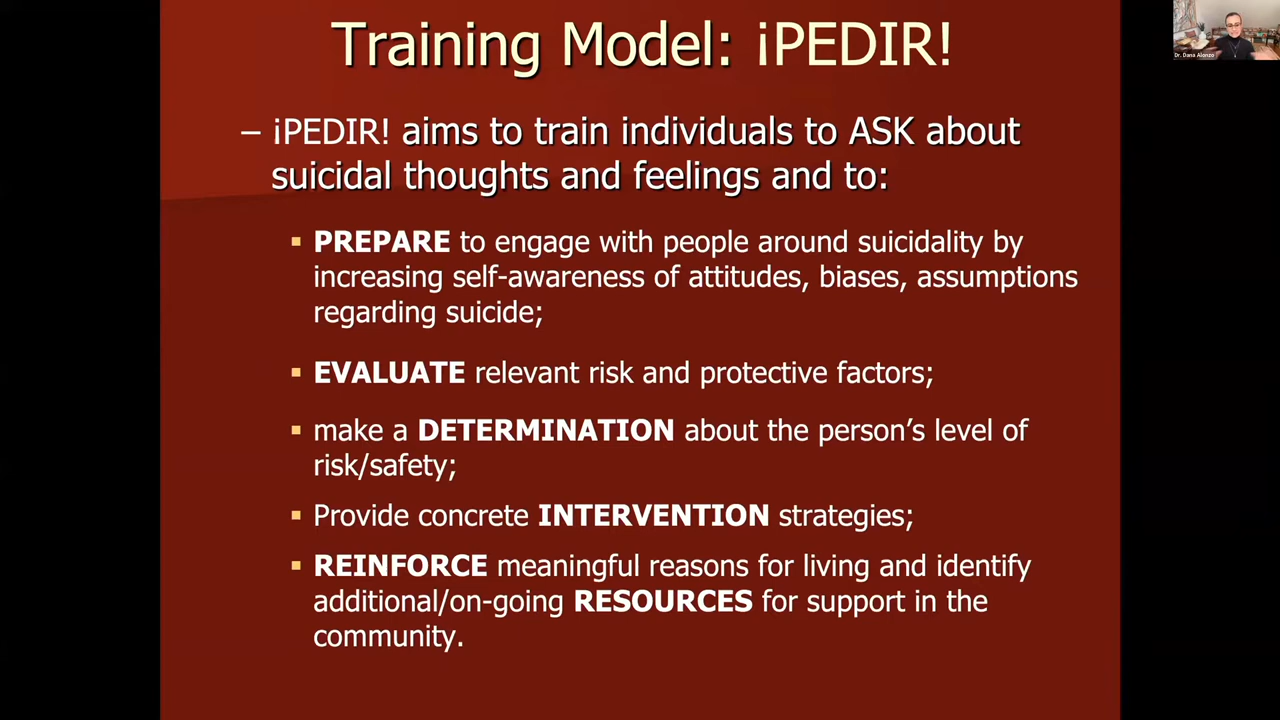 Training Model: ¡PEDIR!
Dr. Dana Alonzo
– ¡PEDIR! aims to train individuals to ASK about
suicidal thoughts and feelings and to:
▪ PREPARE to engage with people around suicidality by
increasing self-awareness of attitudes, biases, assumptions
regarding suicide;
▪ EVALUATE relevant risk and protective factors;
▪ make a DETERMINATION about the person’s level of
risk/safety;
▪ Provide concrete INTERVENTION strategies;
▪ REINFORCE meaningful reasons for living and identify
additional/on-going RESOURCES for support in the
community.